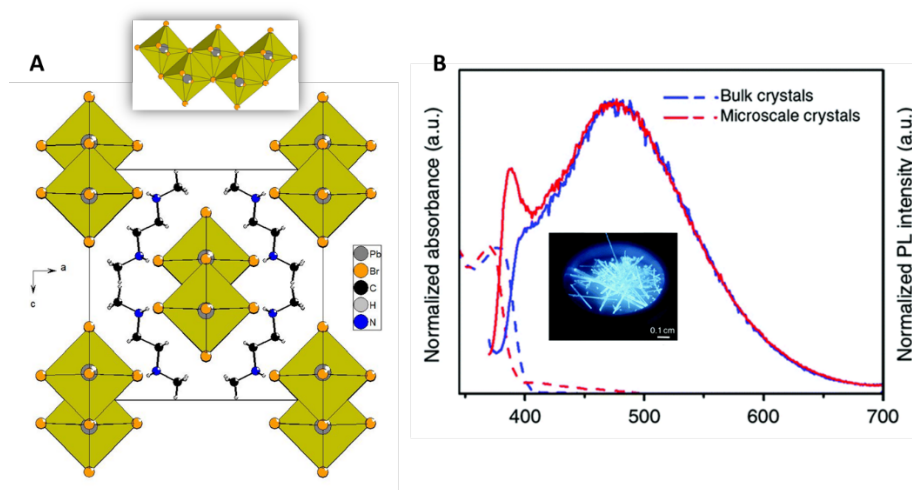 A
a
c
Pb
Br
C
H
N
B
Bulk crystals
Microscale crystals
Normalized absorbance (a.u.)
Normalized PL intensity (a.u.)
0.1 cm
400 500 600 700